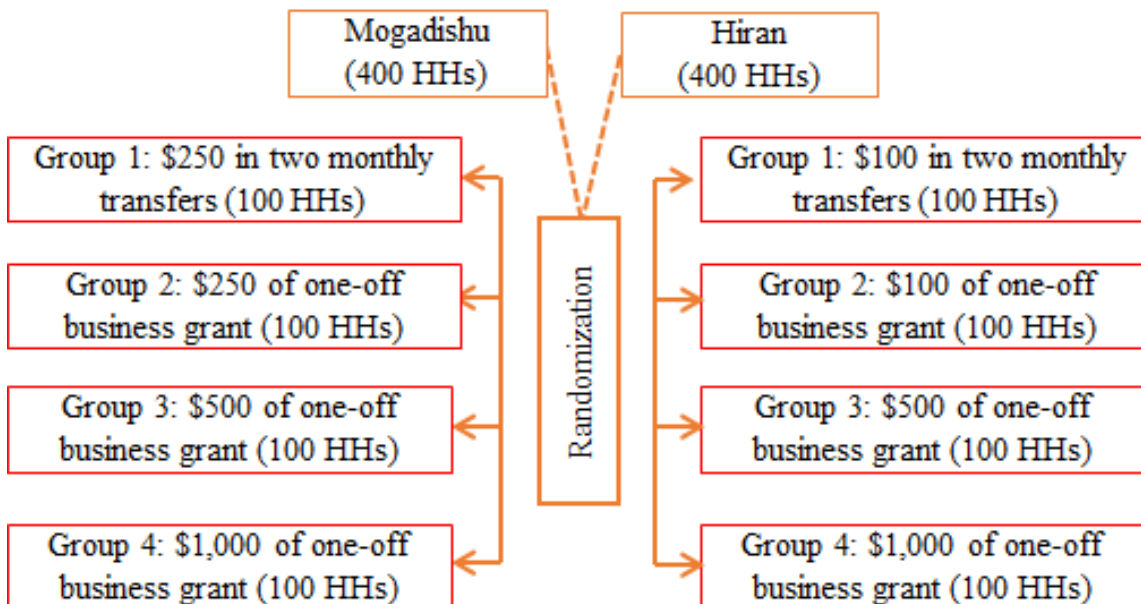 Mogadishu
(400 HHs)
Hiran
(400 HHs)
Group 1: $250 in two monthly
transfers (100 HHs)
Group 2: $250 of one-off
business grant (100 HHs)
Group 3: $500 of one-off
business grant (100 HHs)
Group 4: $1,000 of one-off
business grant (100 HHs)
Randomization
Group 1: $100 in two monthly
transfers (100 HHs)
Group 2: $100 of one-off
business grant (100 HHs)
Group 3: $500 of one-off
business grant (100 HHs)
Group 4: $1,000 of one-off
business grant (100 HHs)